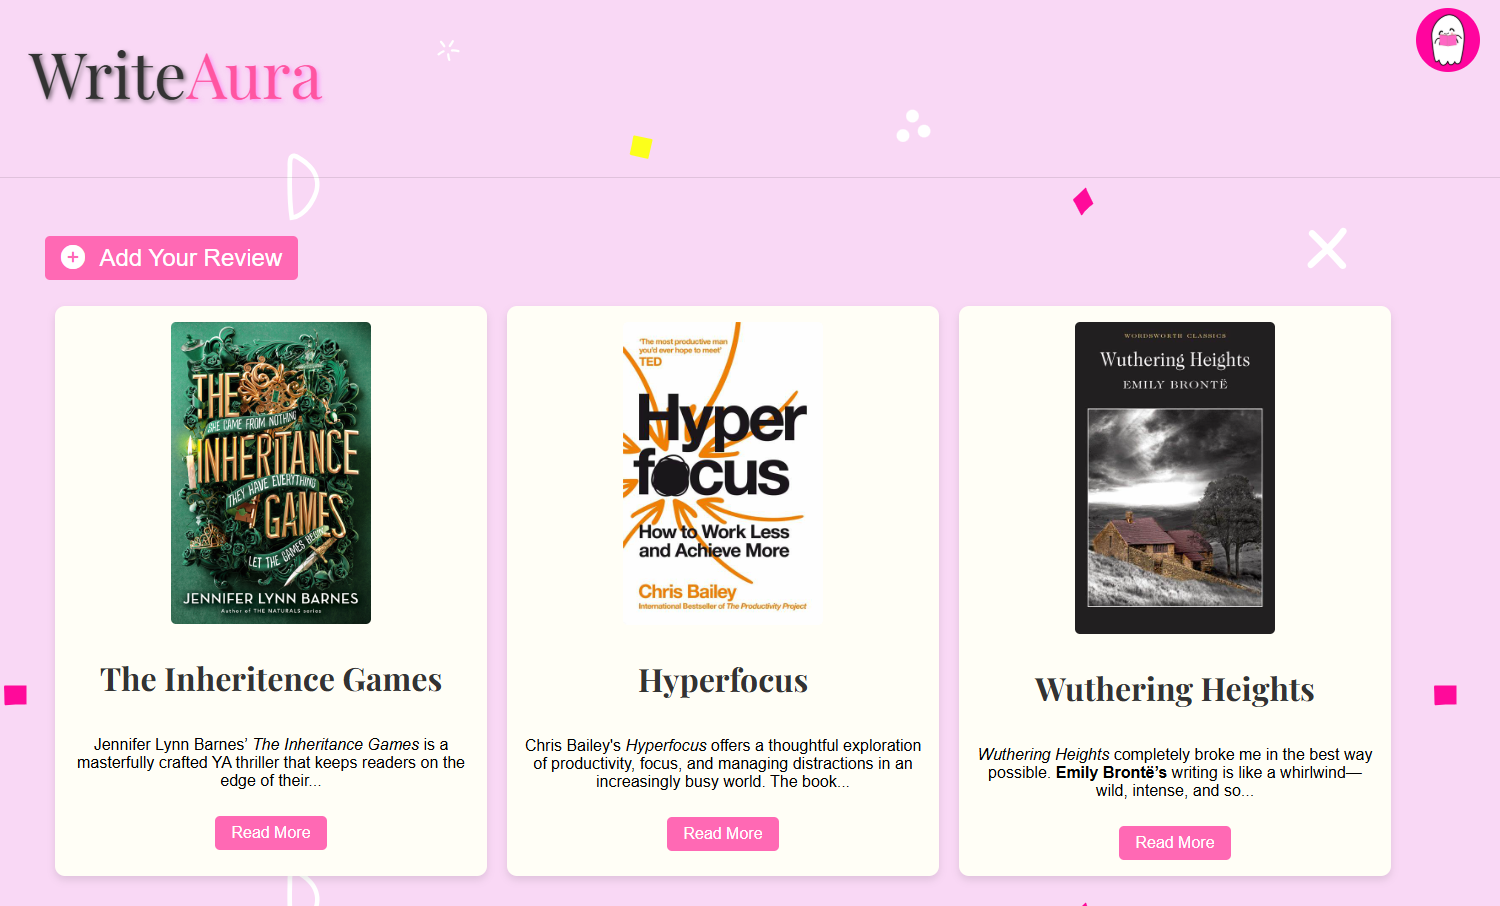 WriteAura
Add Your Review
THE
SHE CAME FROM NOTHING
INHERITANCE
THEY HAVE EVERYTHING
GAMES
LET THE GAMES BEGIN
JENNIFER LYNN BARNES
Author of THE NATURALS series
The Inheritence Games
Jennifer Lynn Barnes’ The Inheritance Games is a
masterfully crafted YA thriller that keeps readers on the
edge of their...
Read More
‘The most productive man
you'd ever hope to meet’
TED
Hyper
focus
How to Work Less
and Achieve More
Chris Bailey
International Bestseller of The Productivity Project
Hyperfocus
Chris Bailey's Hyperfocus offers a thoughtful exploration
of productivity, focus, and managing distractions in an
increasingly busy world. The book...
Read More
WORDSWORTH CLASSICS
Wuthering Heights
EMILY BRONTË
Wuthering Heights
Wuthering Heights completely broke me in the best way
possible. Emily Brontë’s writing is like a whirlwind—
wild, intense, and so...
Read More